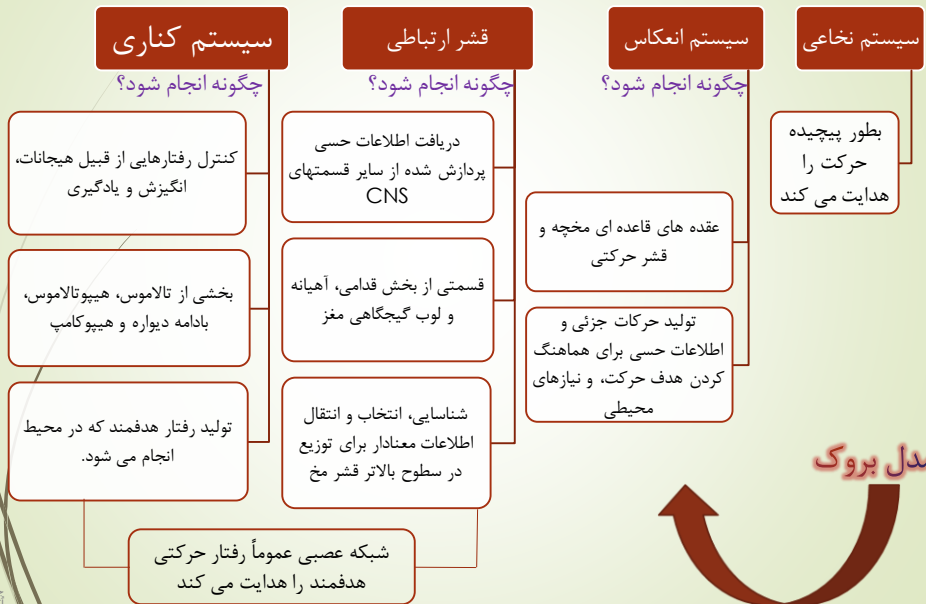 سیستم نخاعی
بطور پیچیده
حرکت را
هدایت می کند
سیستم انعکاس
چگونه انجام شود؟
عقده های قاعده ای مخچه و
قشر حرکتی
تولید حرکات جزئی و
اطلاعات حسی برای هماهنگ
کردن هدف حرکت، و نیازهای
محیطی
قشر ارتباطی
چگونه انجام شود؟
دریافت اطلاعات حسی
پردازش شده از سایر قسمتهای
CNS
قسمتی از بخش قدامی، آهیانه
و لوب گیجگاهی مغز
شناسایی، انتخاب و انتقال
اطلاعات معنادار برای توزیع
در سطوح بالاتر قشر مخ
سیستم کناری
چگونه انجام شود؟
کنترل رفتارهایی از قبیل هیجانات،
انگیزش و یادگیری
بخشی از تالاموس، هیپوتالاموس،
بادامه دیواره و هیپوکامپ
تولید رفتار هدفمند که در محیط
انجام می شود.
شبکه عصبی عموماً رفتار حرکتی
هدفمند را هدایت می کند
مدل بروک